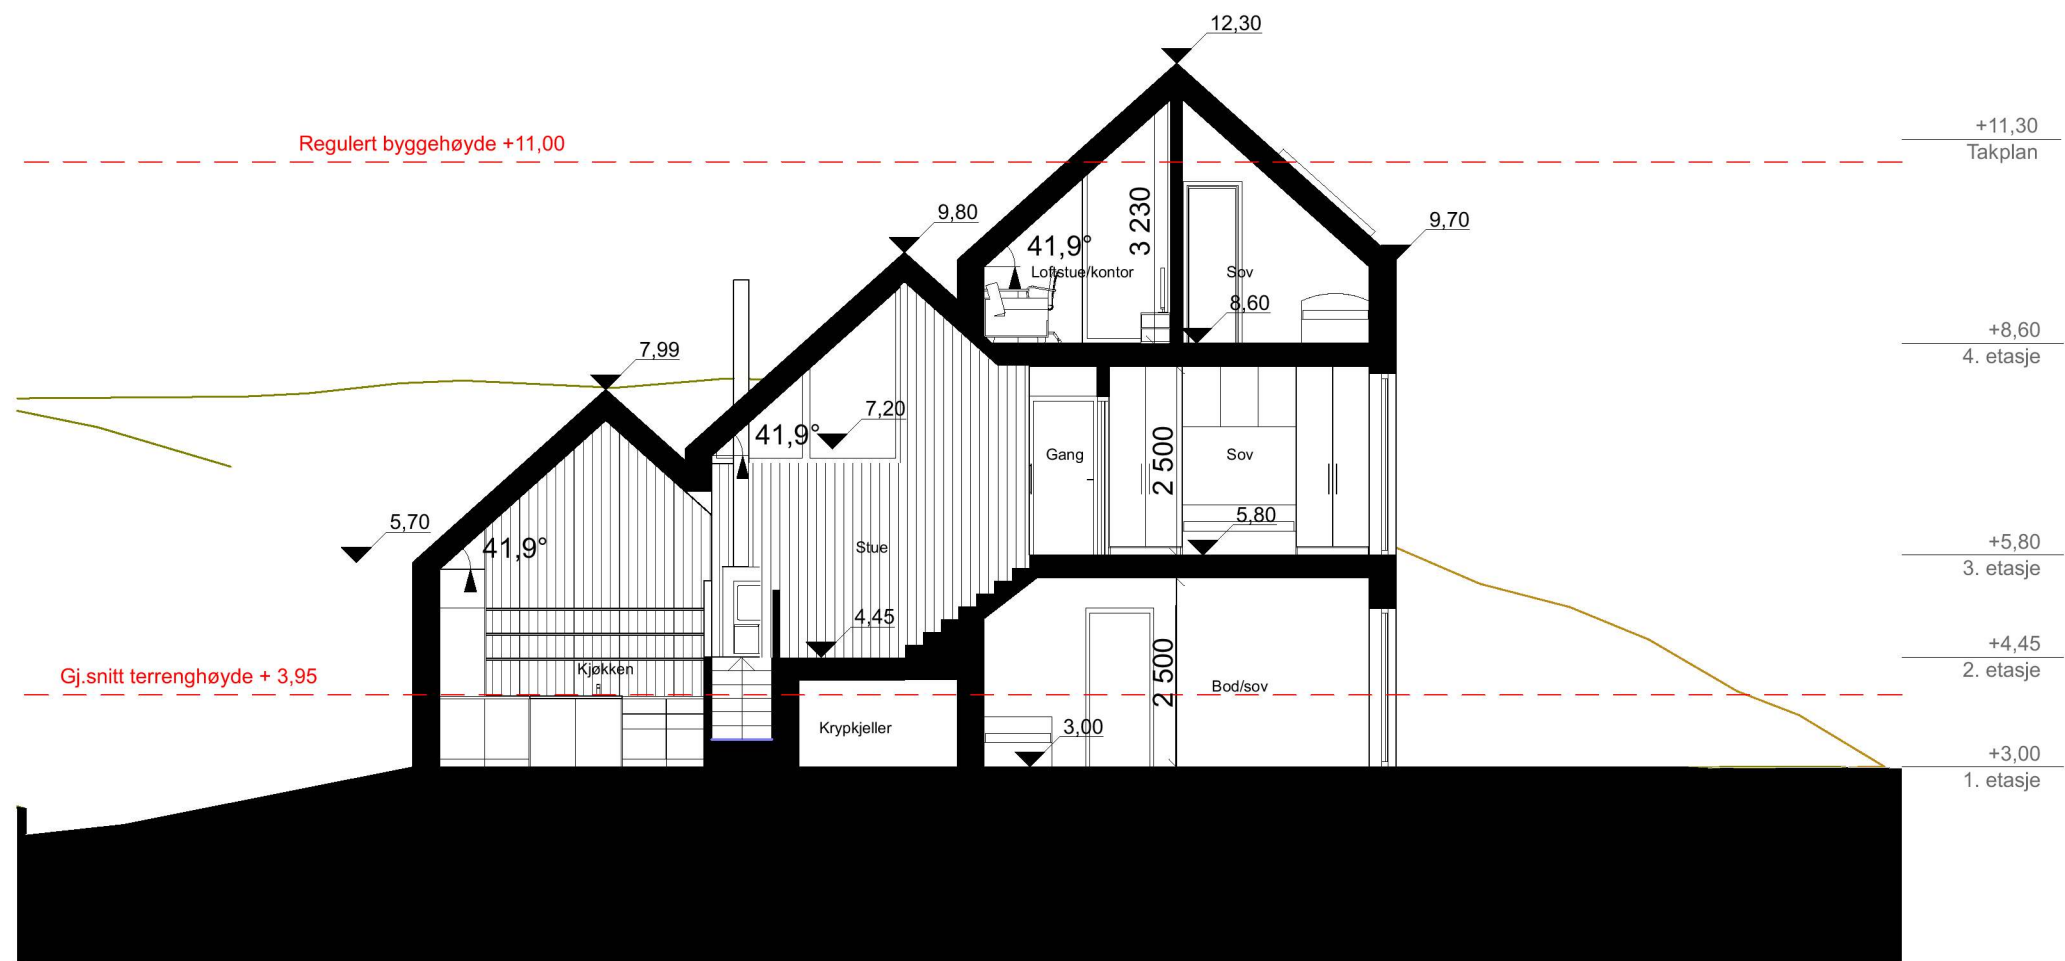 12,30
+11,30
Takplan
Regulert byggehøyde +11,00
9,80
9,70
3 230
41,9°
Loftstue/kontor
Sov
8,60
+8,60
4. etasje
7,99
7,20
41,9°
Gang
2 500
Sov
5,70
5,80
41,9°
Stue
+5,80
3. etasje
4,45
+4,45
2. etasje
Kjøkken
Gj.snitt terrenghøyde + 3,95
2 500
Bod/sov
Krypkjeller
3,00
+3,00
1. etasje